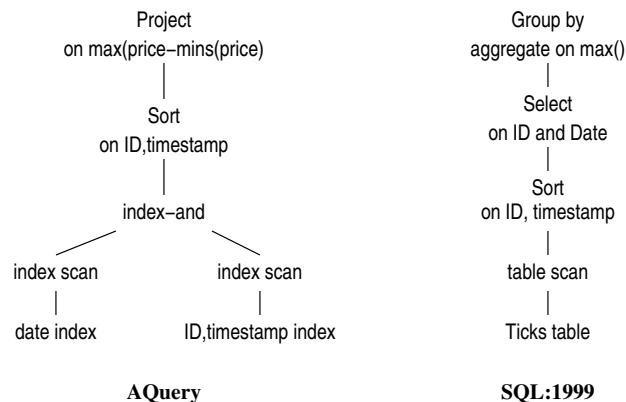 Project
on max(price−mins(price)
Sort
on ID,timestamp
index−and
index scan
index scan
date index
ID,timestamp index
AQuery
Group by
aggregate on max()
Select
on ID and Date
Sort
on ID, timestamp
table scan
Ticks table
SQL:1999